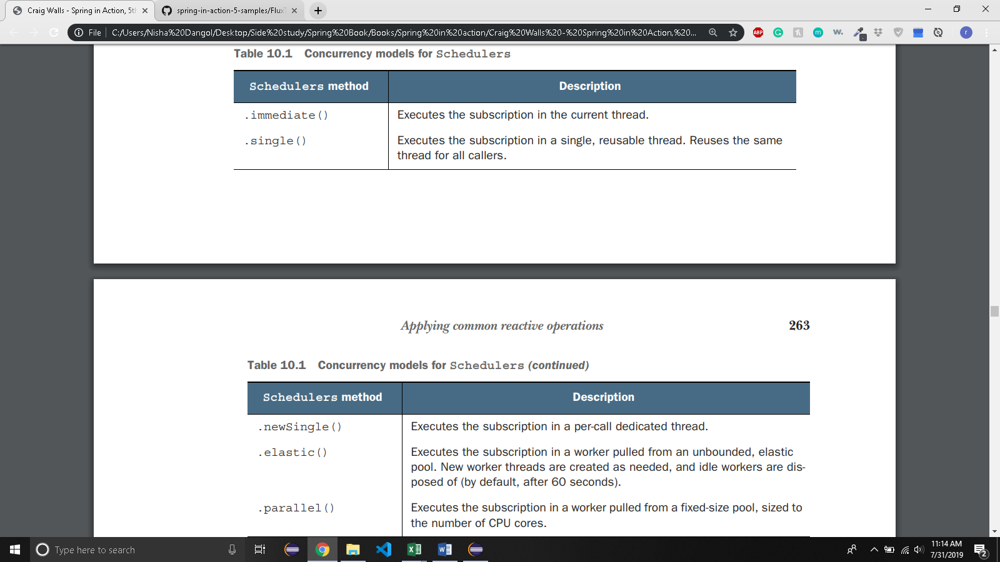 Craig Walls - Spring in Action, 5th
spring-in-action-5-samples/Flux
File
C:/Users/Nisha%20Dangol/Desktop/Side%20study/Spring%20Book/Books/Spring%20in%20action/Craig%20Walls%20-%20Spring%20in%20Action,%20...
ABP
w.
r
Table 10.1 Concurrency models for Schedulers
Schedulers method Description
.immediate() Executes the subscription in the current thread.
.single() Executes the subscription in a single, reusable thread. Reuses the same
thread for all callers.
Applying common reactive operations 263
Table 10.1 Concurrency models for Schedulers (continued)
Schedulers method Description
.newSingle() Executes the subscription in a per-call dedicated thread.
.elastic() Executes the subscription in a worker pulled from an unbounded, elastic
pool. New worker threads are created as needed, and idle workers are dis-
posed of (by default, after 60 seconds).
.parallel() Executes the subscription in a worker pulled from a fixed-size pool, sized to
the number of CPU cores.
Type here to search
11:14 AM
7/31/2019
2